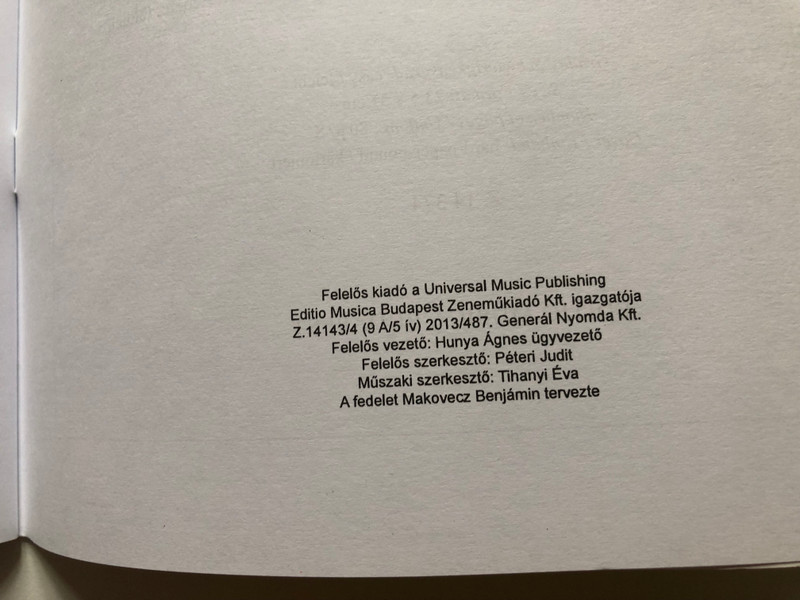 Felelős kiadó a Universal Music Publishing
Editio Musica Budapest Zeneműkiadó Kft. igazgatója
Z.14143/4 (9 A/5 ív) 2013/487. Generál Nyomda Kft.
Felelős vezető: Hunya Ágnes ügyvezető
Felelős szerkesztő: Péteri Judit
Műszaki szerkesztő: Tihanyi Éva
A fedelet Makovecz Benjámin tervezte